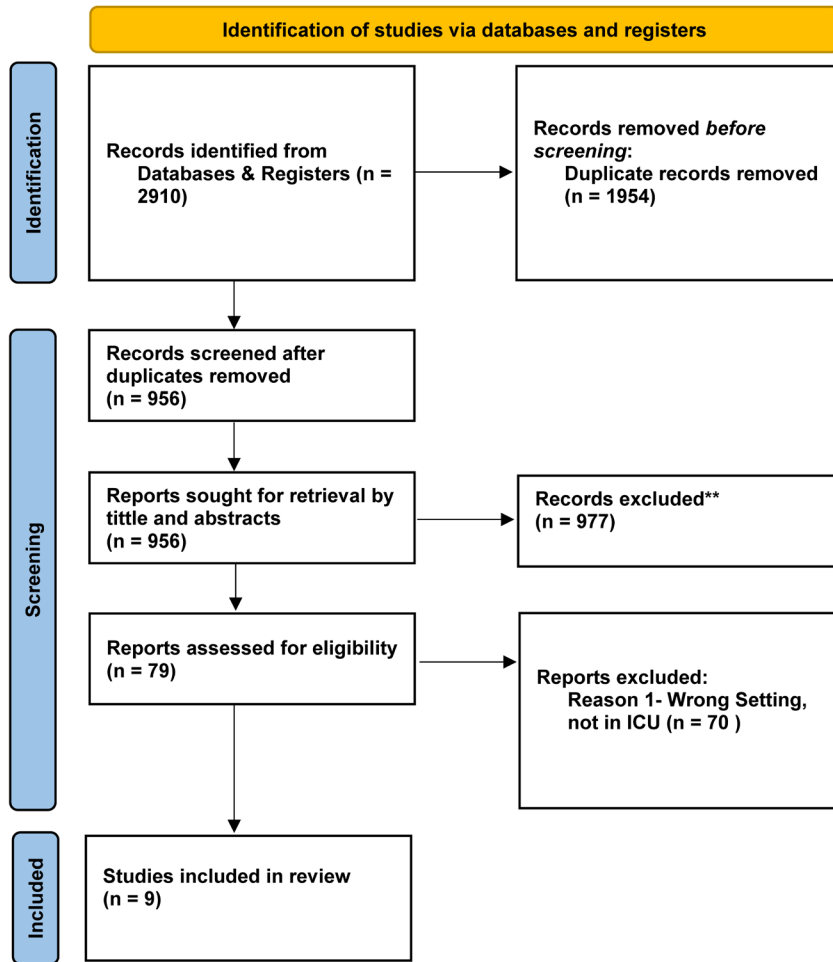 Identification of studies via databases and registers
Identification
Records identified from
Databases & Registers (n =
2910)
Records removed before
screening:
Duplicate records removed
(n = 1954)
Screening
Records screened after
duplicates removed
(n = 956)
Reports sought for retrieval by
tittle and abstracts
(n = 956)
Records excluded**
(n = 977)
Reports assessed for eligibility
(n = 79)
Reports excluded:
Reason 1- Wrong Setting,
not in ICU (n = 70 )
Included
Studies included in review
(n = 9)